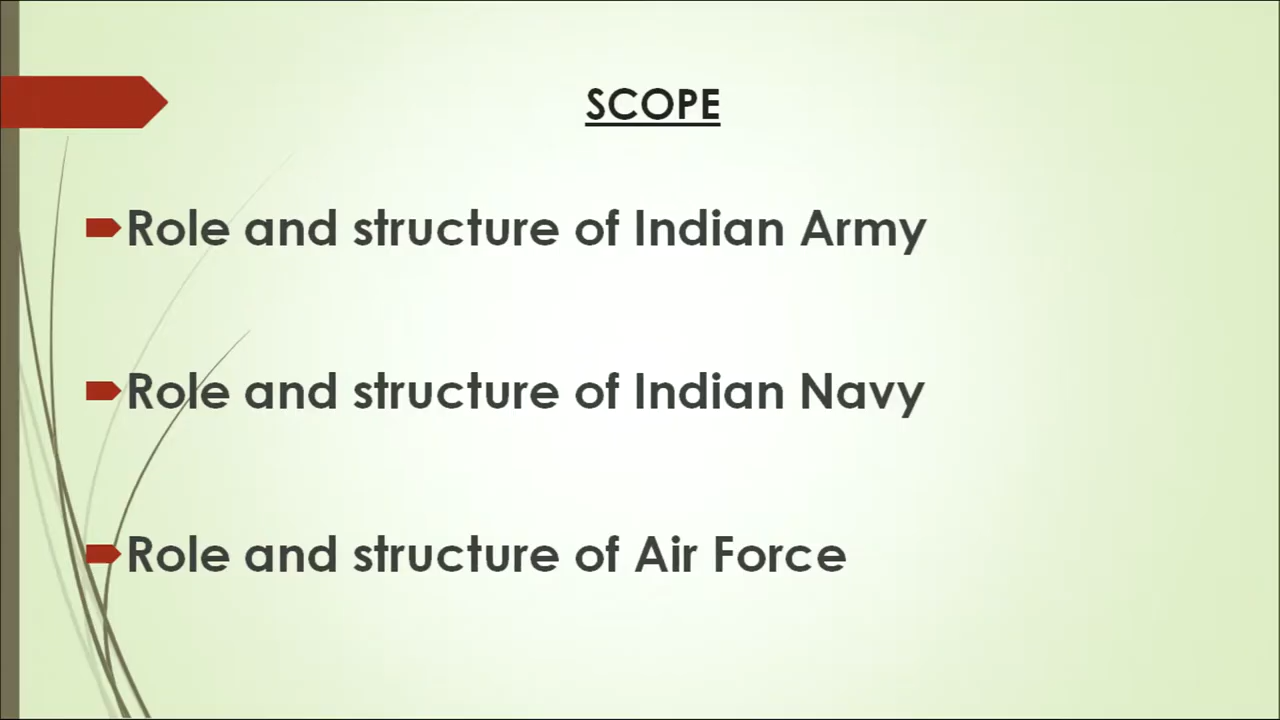 SCOPE
Role and structure of Indian Army
Role and structure of Indian Navy
Role and structure of Air Force